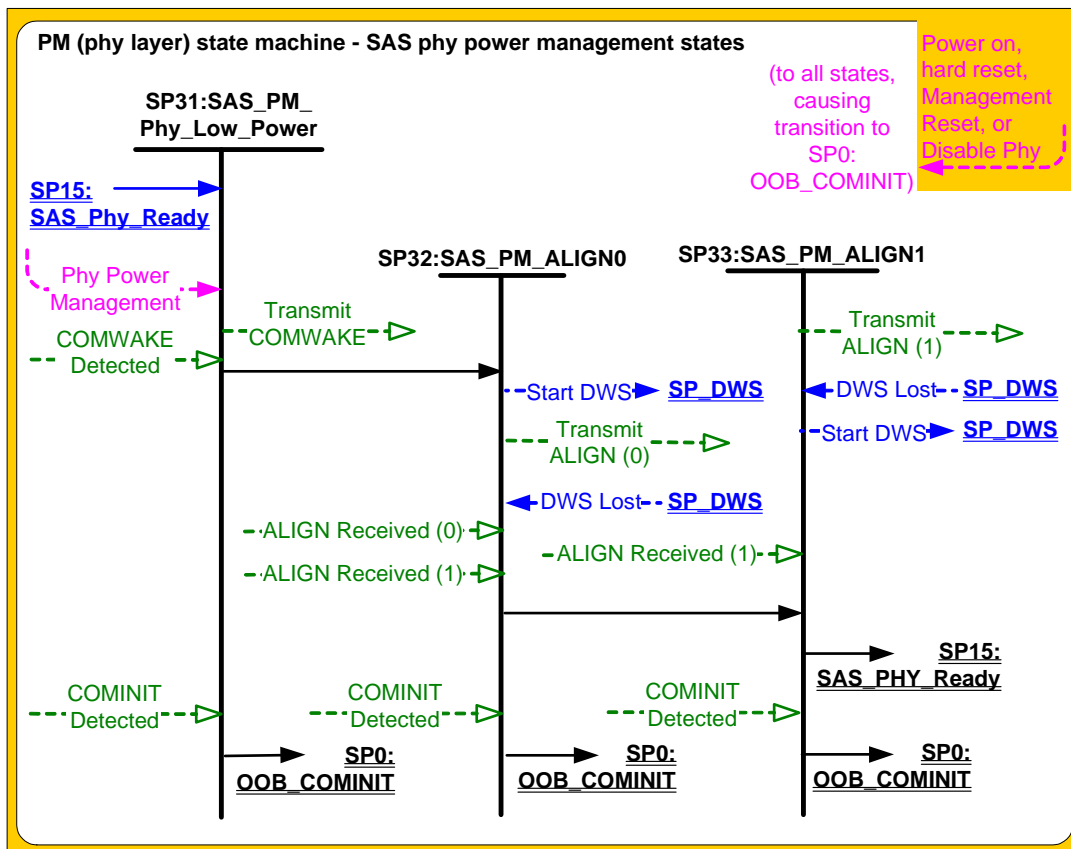 PM (phy layer) state machine - SAS phy power management states
Power on,
hard reset,
Management
Reset, or
Disable Phy
(to all states,
causing
transition to
SP0:
OOB_COMINIT)
SP31:SAS_PM_
Phy_Low_Power
SP15:
SAS_Phy_Ready
SP32:SAS_PM_ALIGN0
SP33:SAS_PM_ALIGN1
Phy Power
Management
Transmit
COMWAKE
Transmit
ALIGN (1)
COMWAKE
Detected
Start DWS
SP_DWS
DWS Lost
SP_DWS
Transmit
ALIGN (0)
Start DWS
SP_DWS
DWS Lost
SP_DWS
ALIGN Received (0)
ALIGN Received (1)
ALIGN Received (1)
SP15:
SAS_PHY_Ready
COMINIT
Detected
COMINIT
Detected
COMINIT
Detected
SP0:
OOB_COMINIT
SP0:
OOB_COMINIT
SP0:
OOB_COMINIT